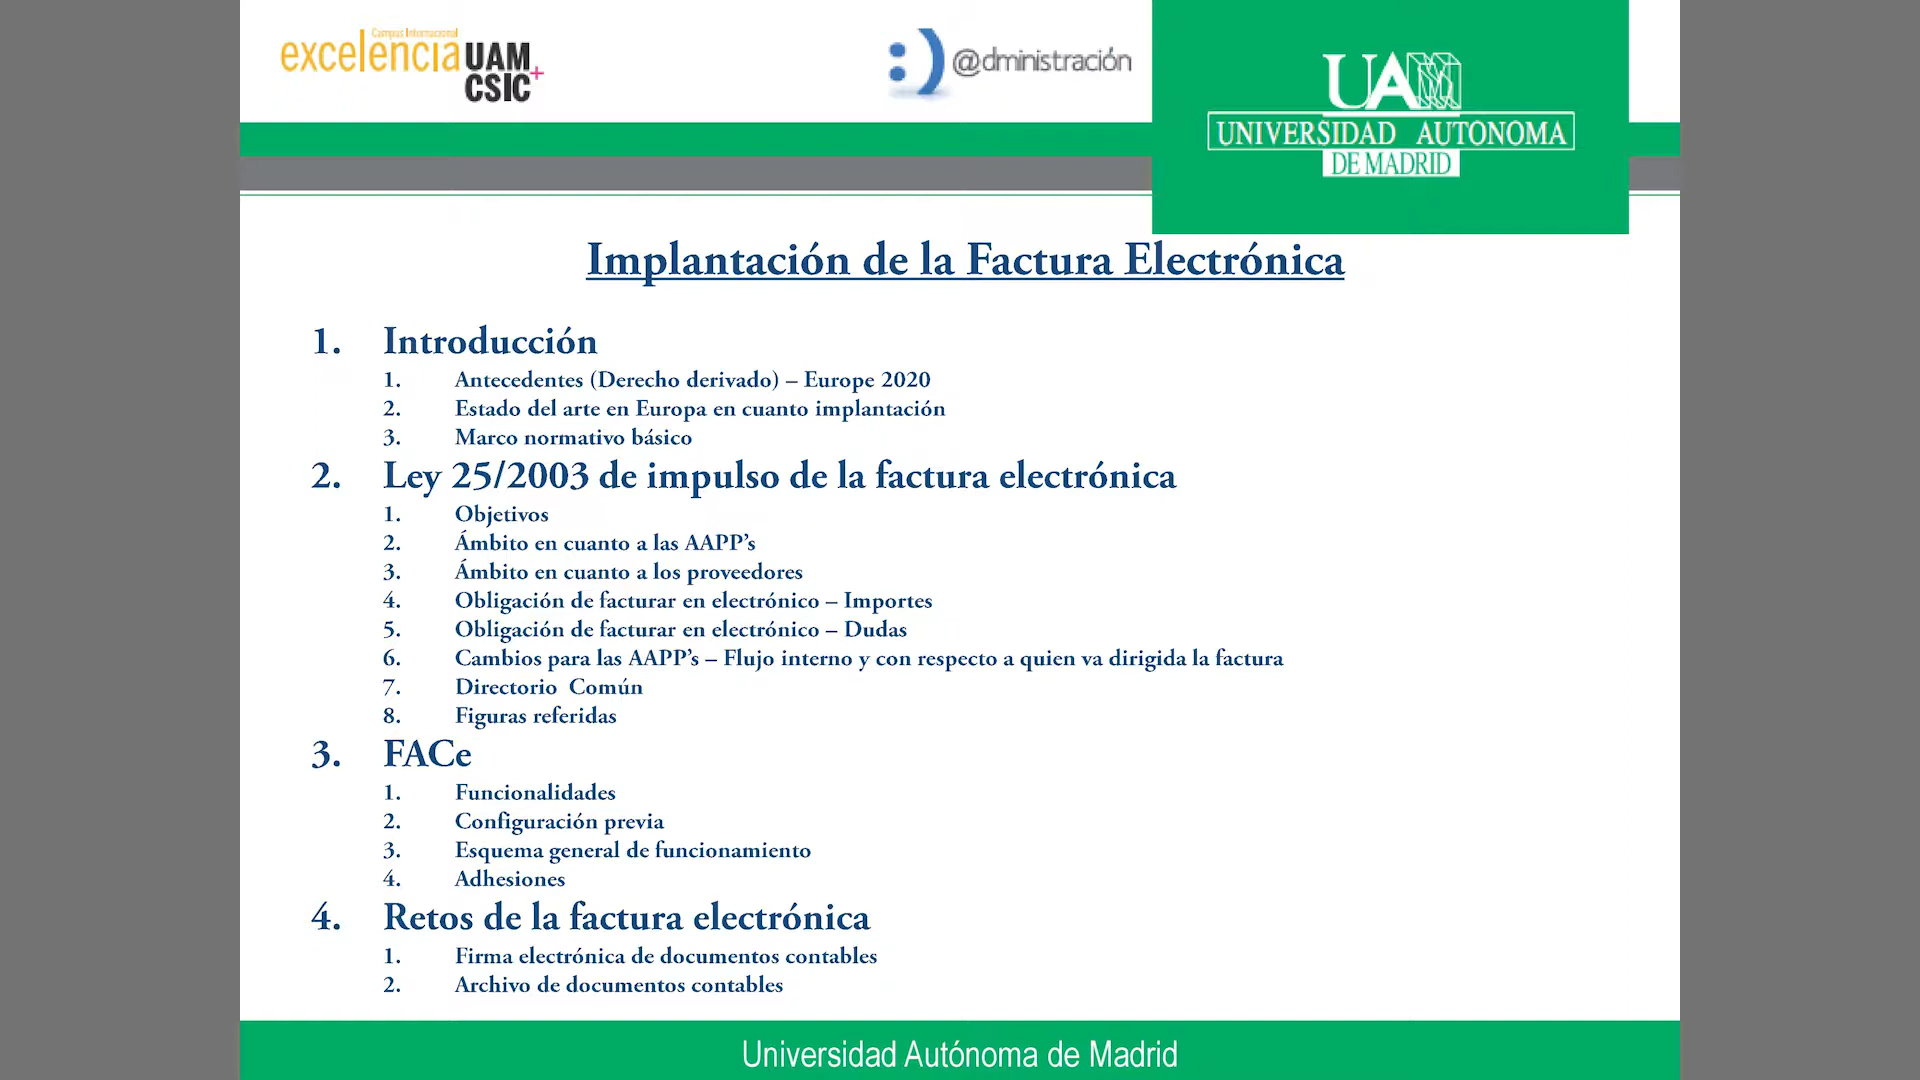 Campus Internacional
excelencia UAM
CSIC+
:) @dministración
UAM
UNIVERSIDAD AUTONOMA
DE MADRID
Implantación de la Factura Electrónica
1. Introducción
1. Antecedentes (Derecho derivado) – Europe 2020
2. Estado del arte en Europa en cuanto implantación
3. Marco normativo básico
2. Ley 25/2003 de impulso de la factura electrónica
1. Objetivos
2. Ámbito en cuanto a las AAPP’s
3. Ámbito en cuanto a los proveedores
4. Obligación de facturar en electrónico – Importes
5. Obligación de facturar en electrónico – Dudas
6. Cambios para las AAPP’s – Flujo interno y con respecto a quien va dirigida la factura
7. Directorio Común
8. Figuras referidas
3. FACe
1. Funcionalidades
2. Configuración previa
3. Esquema general de funcionamiento
4. Adhesiones
4. Retos de la factura electrónica
1. Firma electrónica de documentos contables
2. Archivo de documentos contables
Universidad Autónoma de Madrid